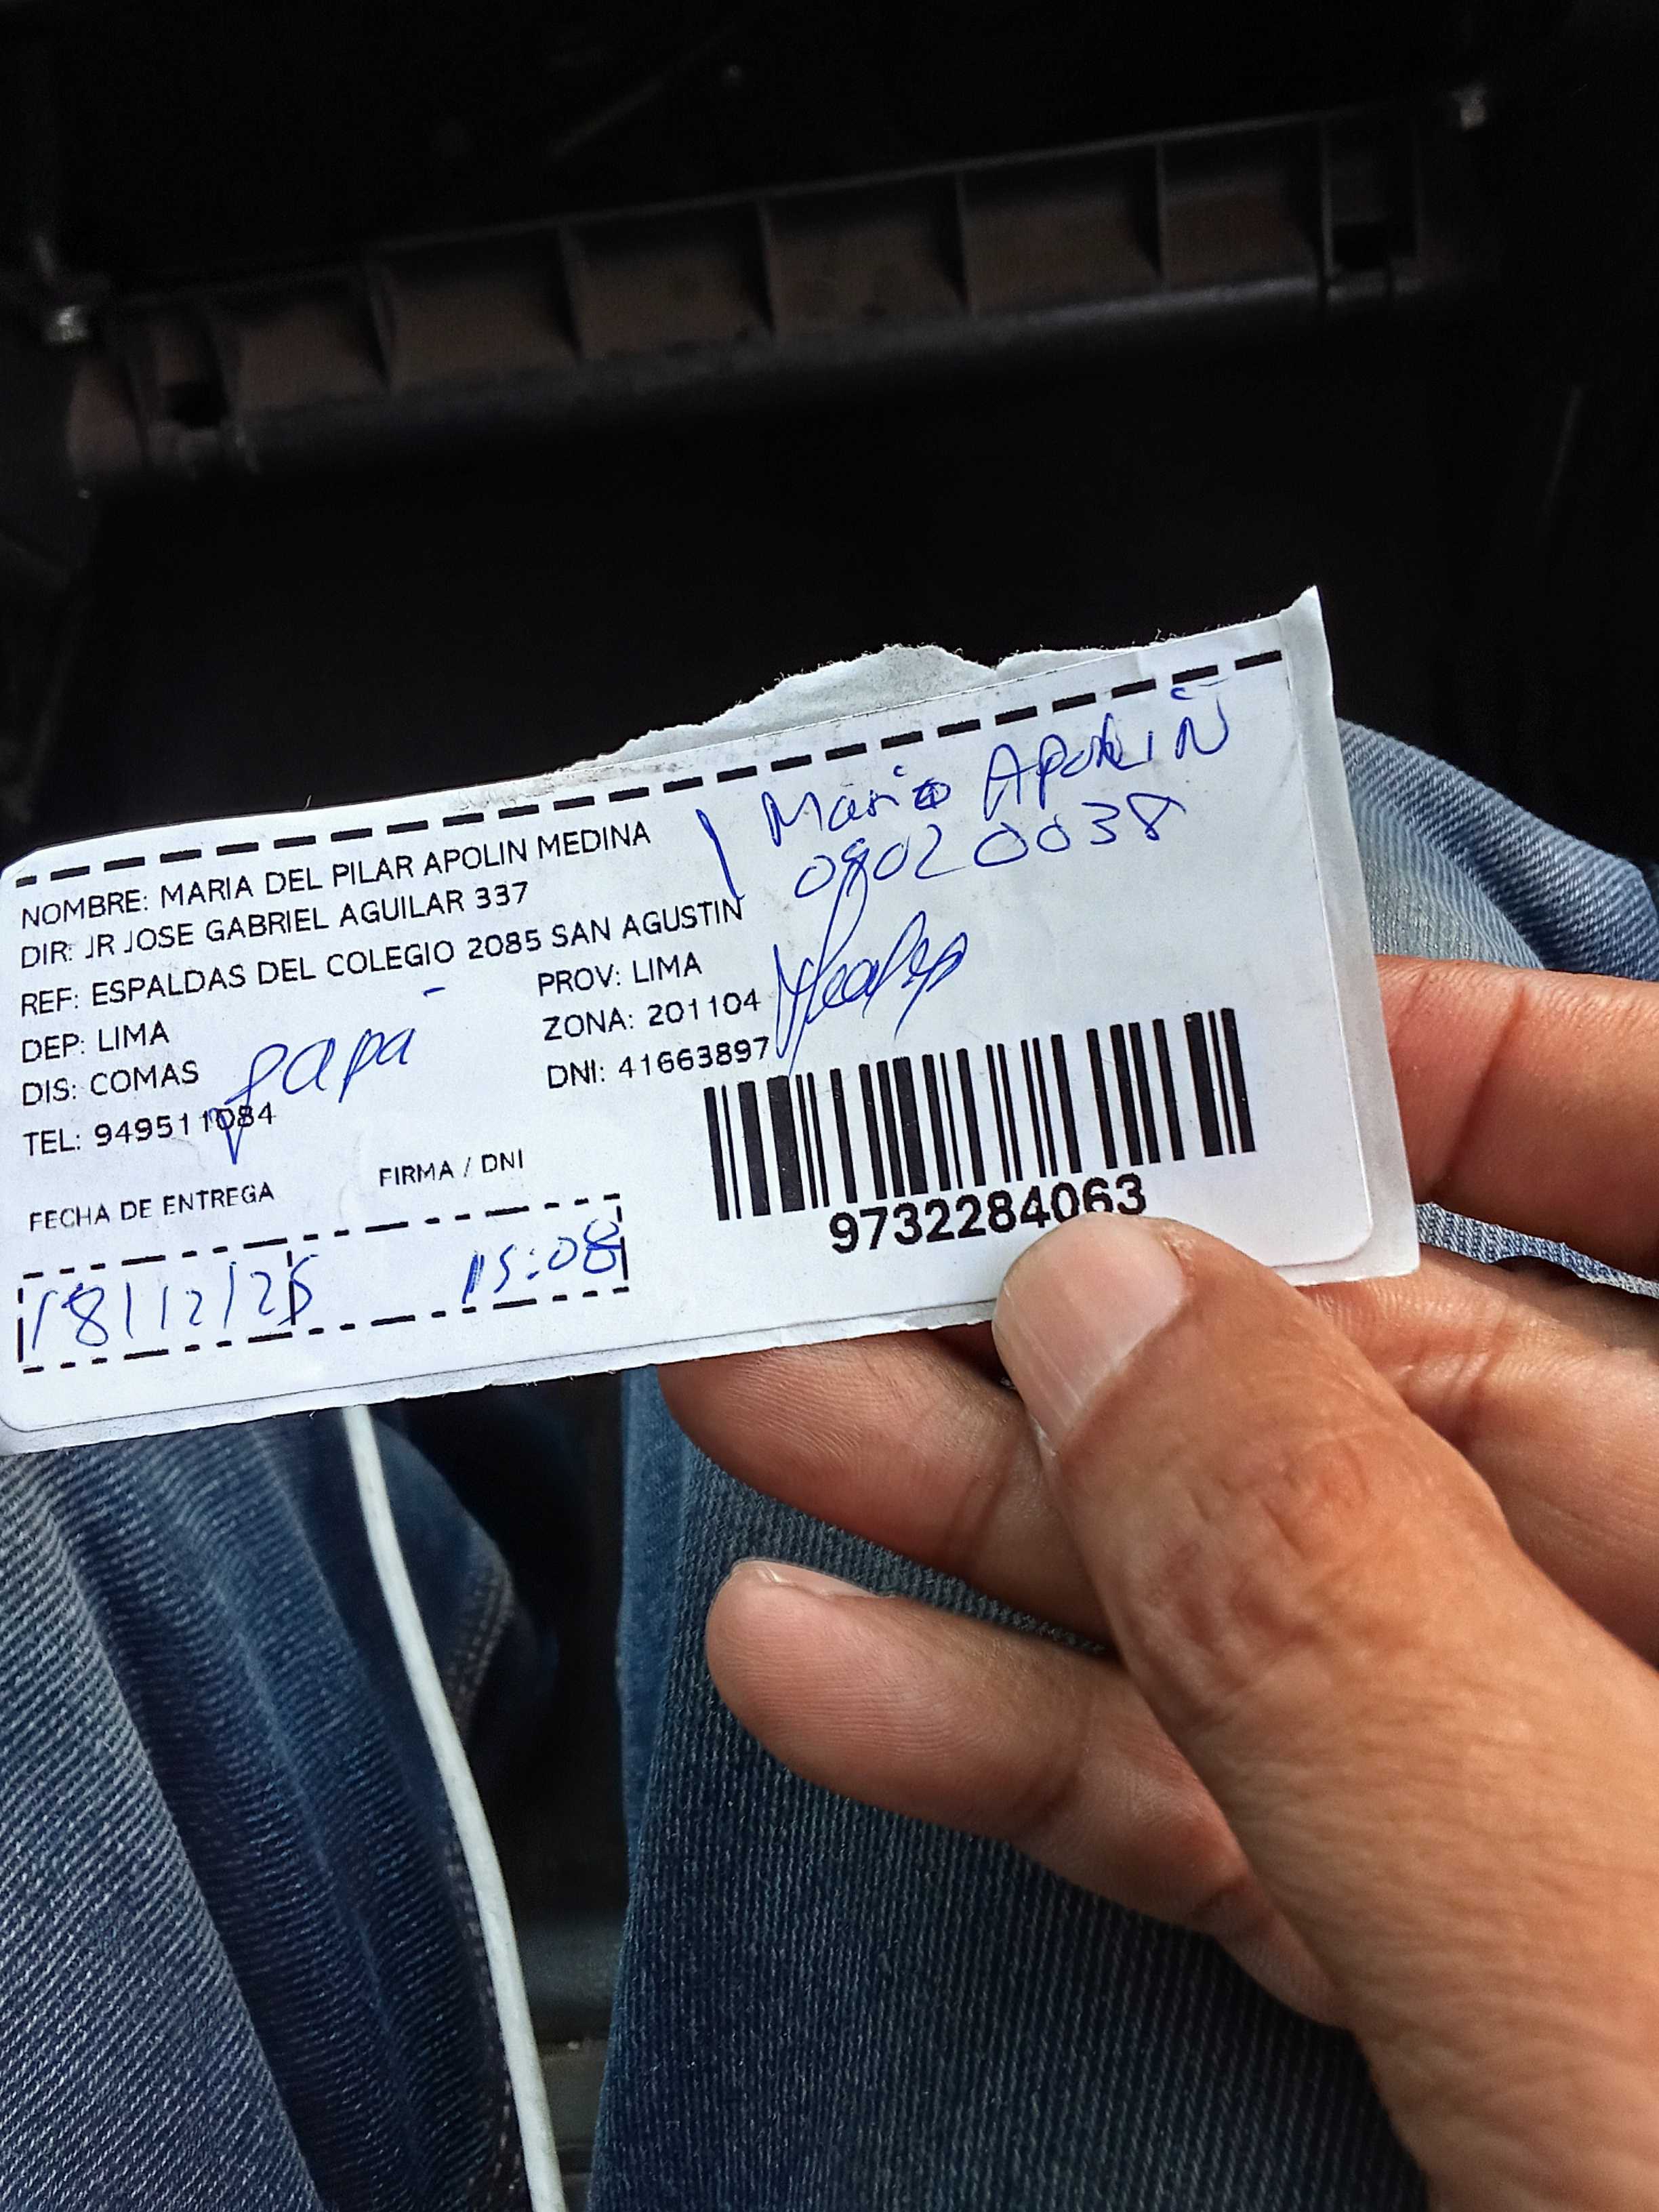 NOMBRE: MARIA DEL PILAR APOLIN MEDINA
DIR: JR JOSE GABRIEL AGUILAR 337
REF: ESPALDAS DEL COLEGIO 2085 SAN AGUSTIN
DEP: LIMA PROV: LIMA
DIS: COMAS ZONA: 201104
TEL: 949511084 DNI: 41663897
papá
Mario Apolin
09020038
FECHA DE ENTREGA FIRMA / DNI
18/12/25 15:08
9732284063